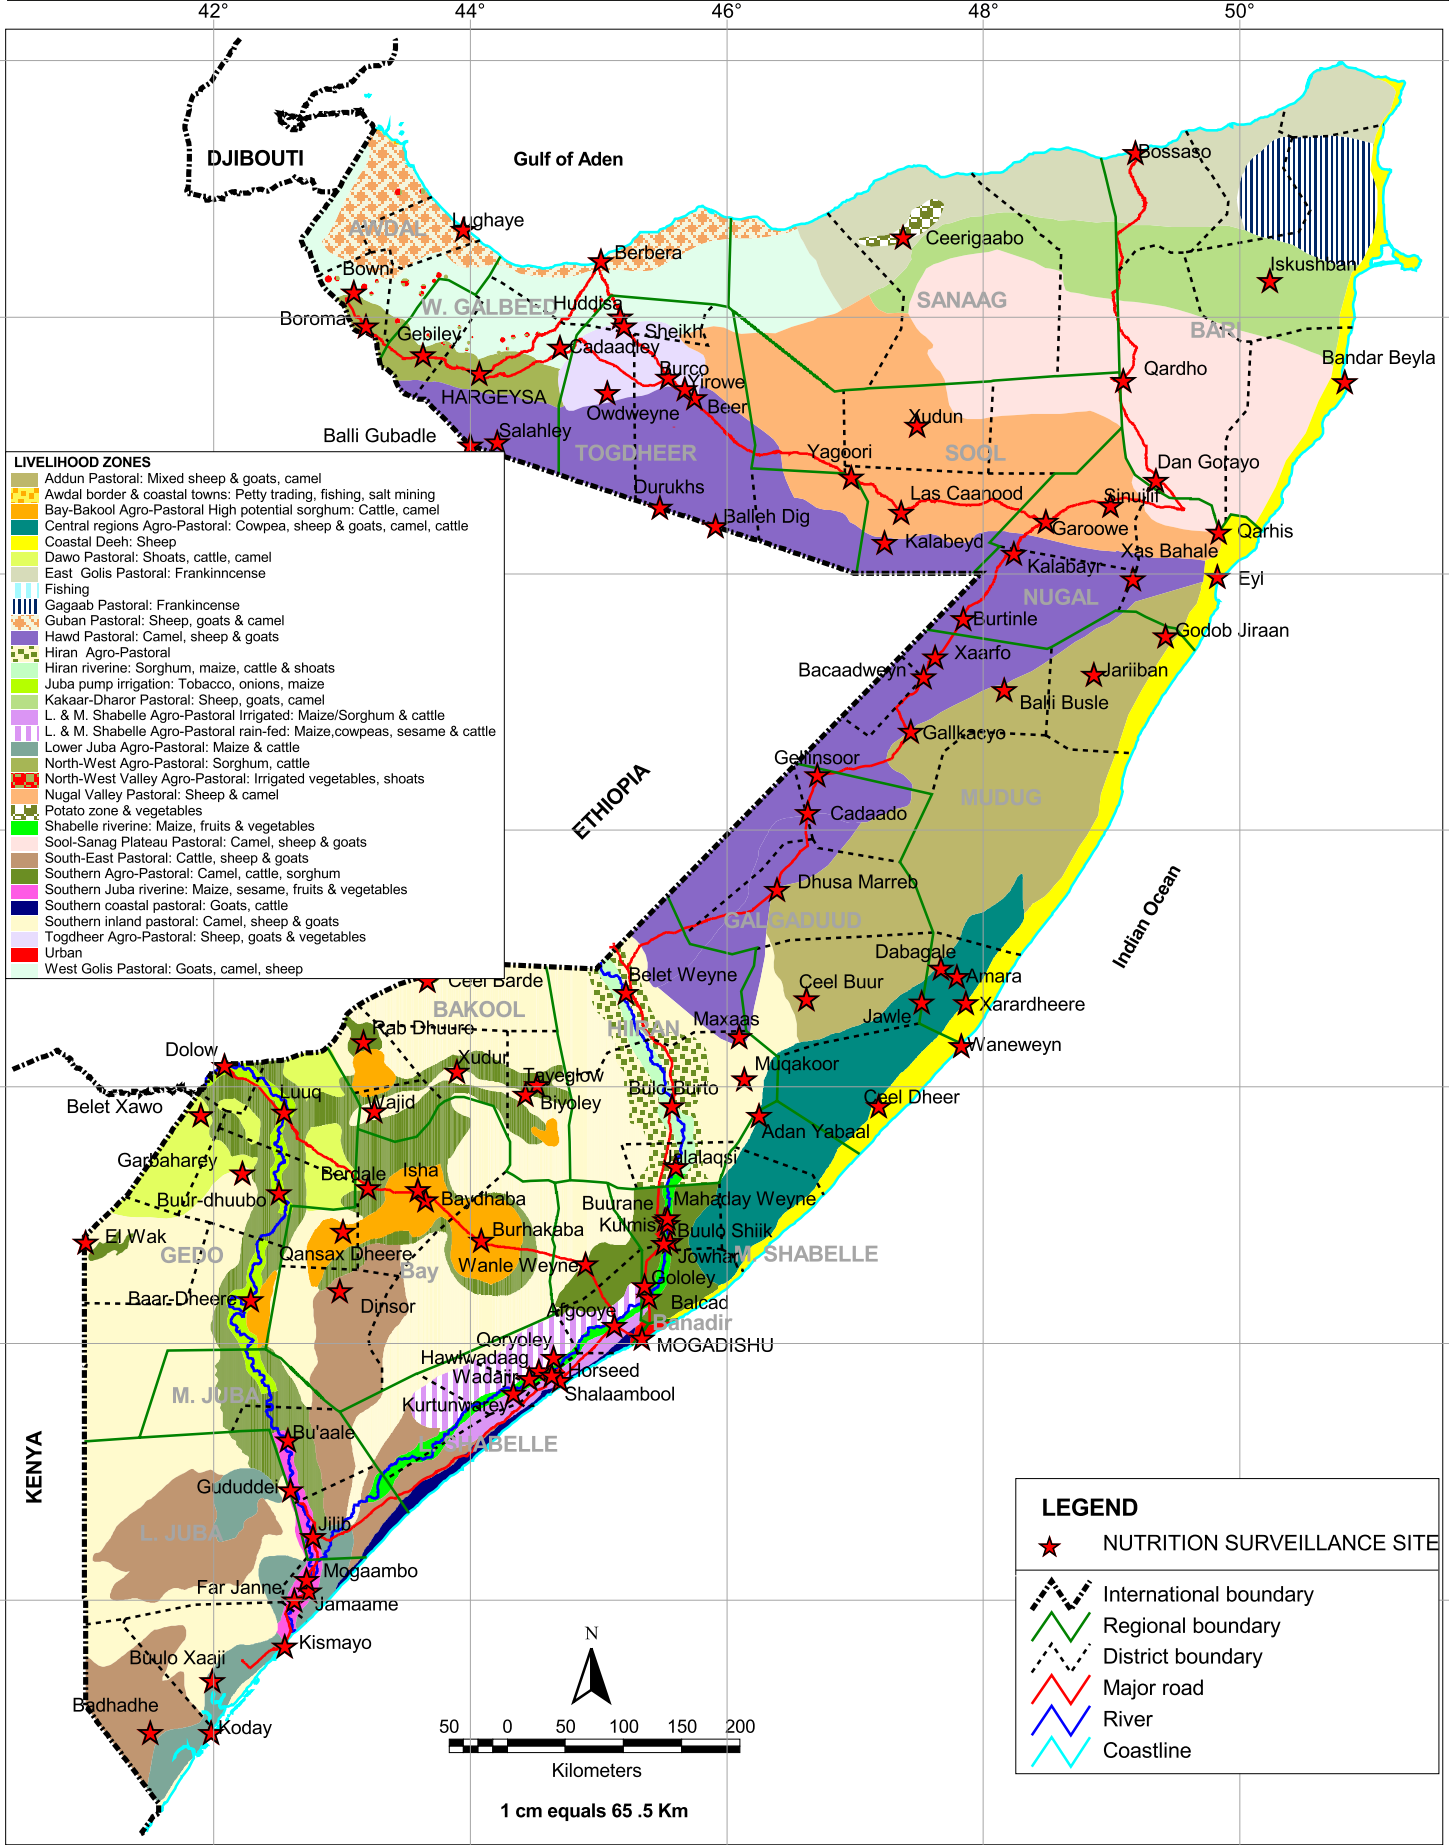 42°
44°
46°
48°
50°
DJIBOUTI
Gulf of Aden
Bossaso
AWDAL
Lughaye
Ceerigaabo
Berbera
Bown
Iskushban
W. GALBEED
Huddisa
SANAAG
Boroma
Gebiley
Sheikh
BARI
Cadaadley
Bandar Beyla
Burco
Qardho
Yirowe
HARGEYSA
Owdweyne
Beer
Xudun
Balli Gubadle
Salahley
TOGDHEER
Yagoori
SOOL
Dan Gorayo
Durukhs
Las Caanood
Sinujiif
Balleh Dig
Garoowe
Qarhis
Kalabeyd
Xas Bahale
Kalabayr
Eyl
NUGAL
Burtinle
Godob Jiraan
Xaarfo
Bacaadweyn
Jariiban
Balli Busle
Gallkacyo
Gellinsoor
MUDUG
Cadaado
ETHIOPIA
Dhusa Marreb
GALGADUUD
Indian Ocean
LIVELIHOOD ZONES
Addun Pastoral: Mixed sheep & goats, camel
Awdal border & coastal towns: Petty trading, fishing, salt mining
Bay-Bakool Agro-Pastoral High potential sorghum: Cattle, camel
Central regions Agro-Pastoral: Cowpea, sheep & goats, camel, cattle
Coastal Deeh: Sheep
Dawo Pastoral: Shoats, cattle, camel
East Golis Pastoral: Frankinncense
Fishing
Gagaab Pastoral: Frankincense
Guban Pastoral: Sheep, goats & camel
Hawd Pastoral: Camel, sheep & goats
Hiran Agro-Pastoral
Hiran riverine: Sorghum, maize, cattle & shoats
Juba pump irrigation: Tobacco, onions, maize
Kakaar-Dharor Pastoral: Sheep, goats, camel
L. & M. Shabelle Agro-Pastoral Irrigated: Maize/Sorghum & cattle
L. & M. Shabelle Agro-Pastoral rain-fed: Maize,cowpeas, sesame & cattle
Lower Juba Agro-Pastoral: Maize & cattle
North-West Agro-Pastoral: Sorghum, cattle
North-West Valley Agro-Pastoral: Irrigated vegetables, shoats
Nugal Valley Pastoral: Sheep & camel
Potato zone & vegetables
Shabelle riverine: Maize, fruits & vegetables
Sool-Sanag Plateau Pastoral: Camel, sheep & goats
South-East Pastoral: Cattle, sheep & goats
Southern Agro-Pastoral: Camel, cattle, sorghum
Southern Juba riverine: Maize, sesame, fruits & vegetables
Southern coastal pastoral: Goats, cattle
Southern inland pastoral: Camel, sheep & goats
Togdheer Agro-Pastoral: Sheep, goats & vegetables
Urban
West Golis Pastoral: Goats, camel, sheep
Dabagale
Belet Weyne
Amara
Ceel Barde
Ceel Buur
Xarardheere
BAKOOL
Jawle
Maxaas
HIRAN
Rab Dhuure
Waneweyn
Dolow
Xudur
Muqakoor
Tayeglow
Bulo-Burto
Luuq
Ceel Dheer
Belet Xawo
Wajid
Biyoley
Adan Yabaal
Garbaharey
Jalalaqsi
Berdale
Isha
Buur-dhuubo
Baydhaba
Buurane
Mahaday Weyne
El Wak
Burhakaba
Kulmis
Buulo Shiik
GEDO
Qansax Dheere
Wanle Weyne
Jowhar
M. SHABELLE
Bay
Gololey
Baar-Dheere
Dinsor
Balcad
Afgooye
Banadir
MOGADISHU
Qoryoley
Hawlwadaag
Horseed
Wadajir
M. JUBA
Shalaambool
Kurtunwarey
Bu'aale
L. SHABELLE
KENYA
Gududdei
Jilib
L. JUBA
Mogaambo
Far Janne
Jamaame
Kismayo
Buulo Xaaji
Badhadhe
Koday
N
50 0 50 100 150 200
Kilometers
1 cm equals 65 .5 Km
LEGEND
NUTRITION SURVEILLANCE SITE
International boundary
Regional boundary
District boundary
Major road
River
Coastline